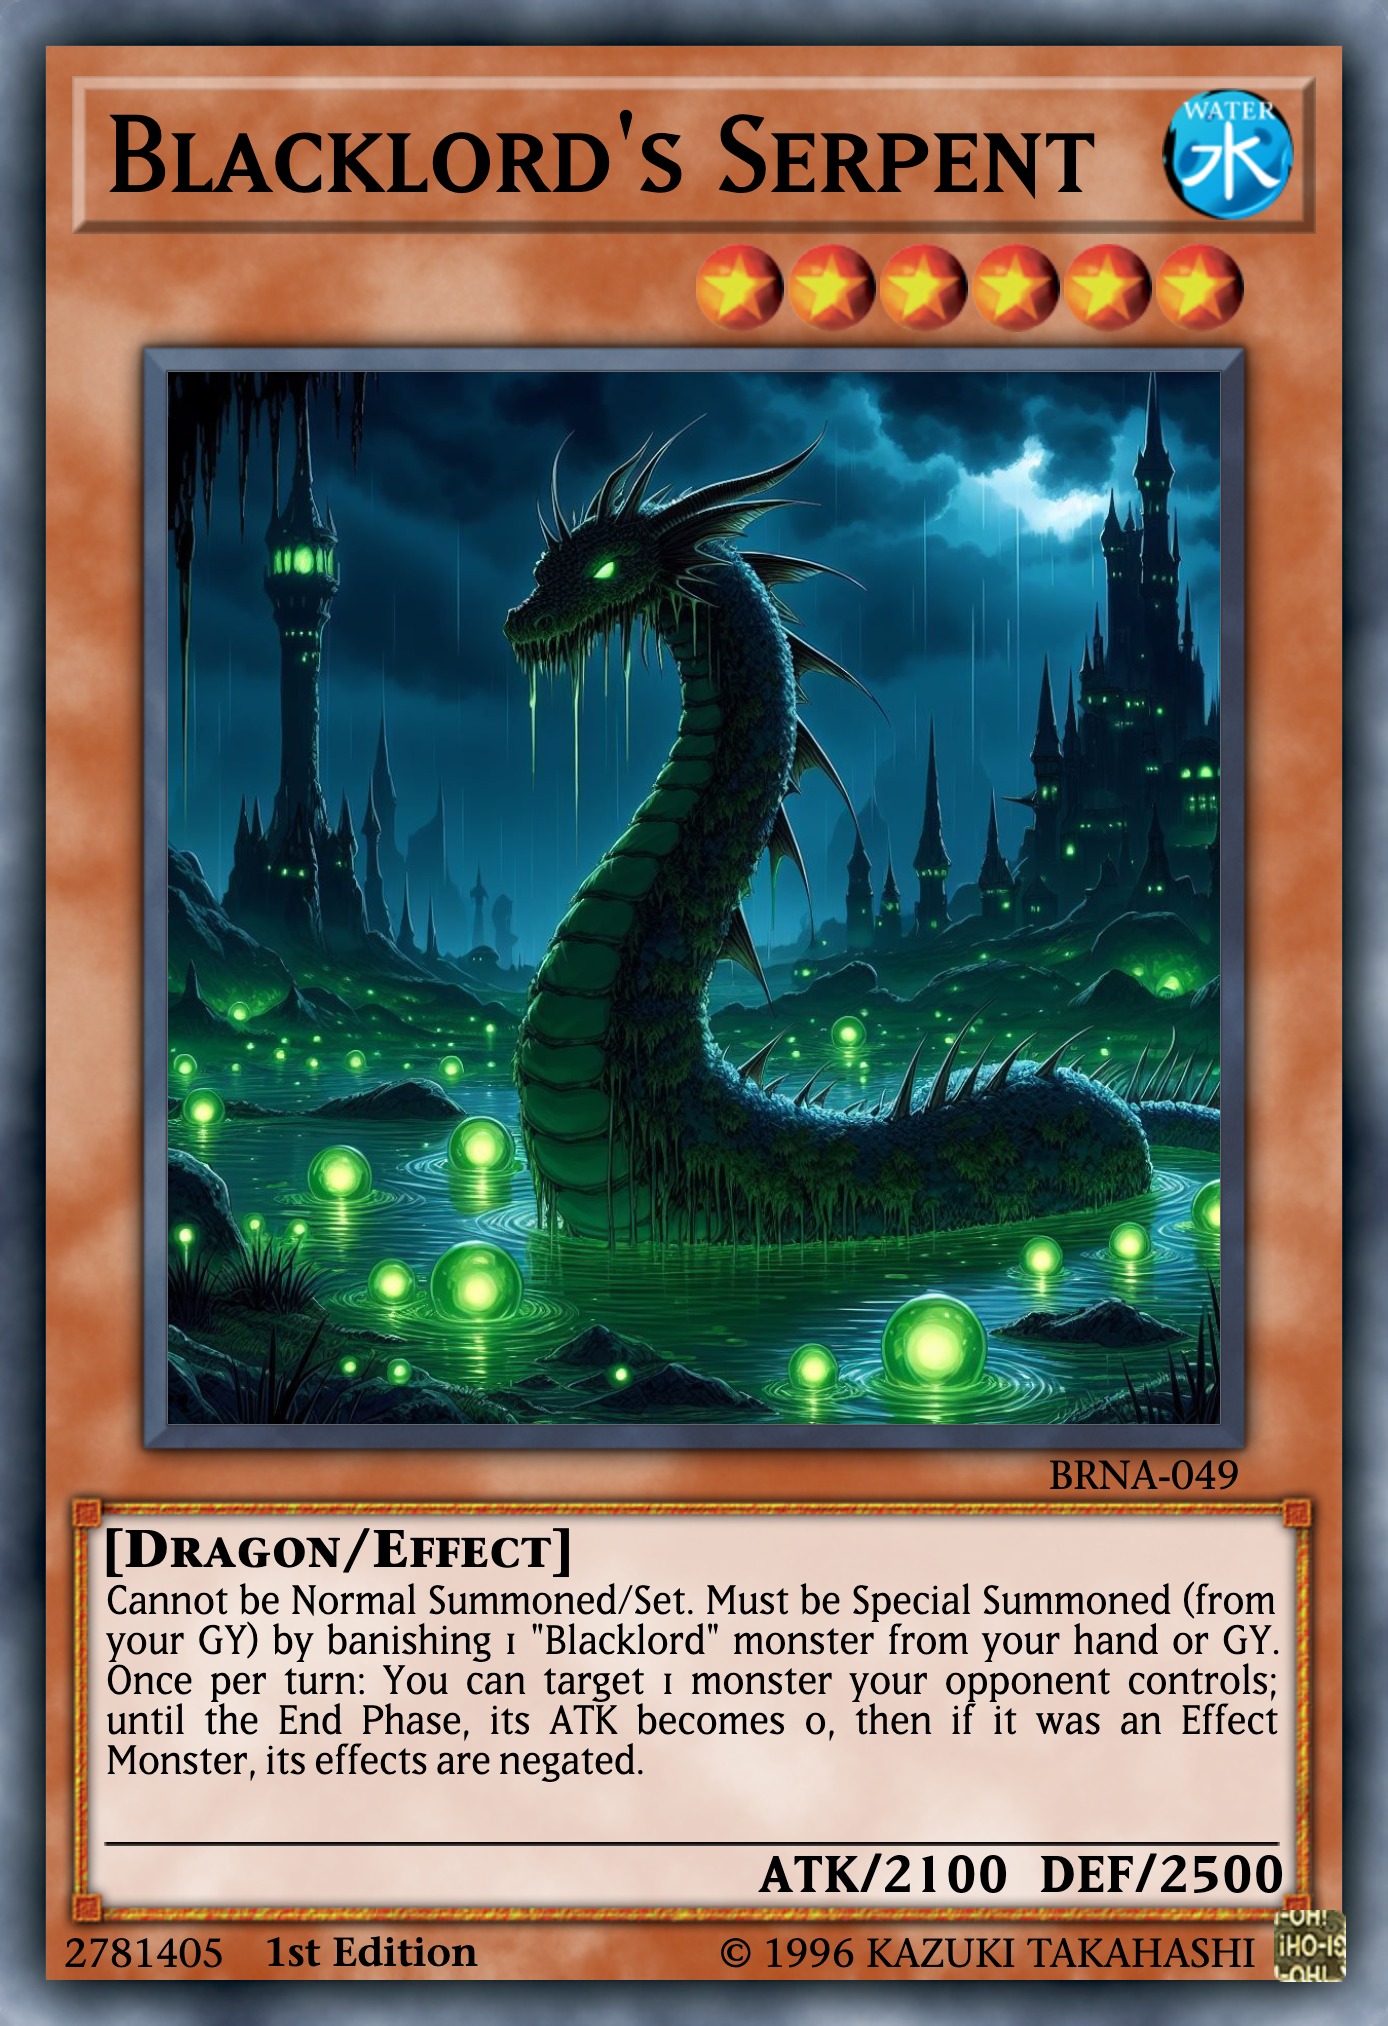 Blacklord's Serpent
WATER
水
BRNA-049
[Dragon/Effect]
Cannot be Normal Summoned/Set. Must be Special Summoned (from
your GY) by banishing 1 "Blacklord" monster from your hand or GY.
Once per turn: You can target 1 monster your opponent controls;
until the End Phase, its ATK becomes 0, then if it was an Effect
Monster, its effects are negated.
ATK/2100 DEF/2500
2781405 1st Edition © 1996 KAZUKI TAKAHASHI